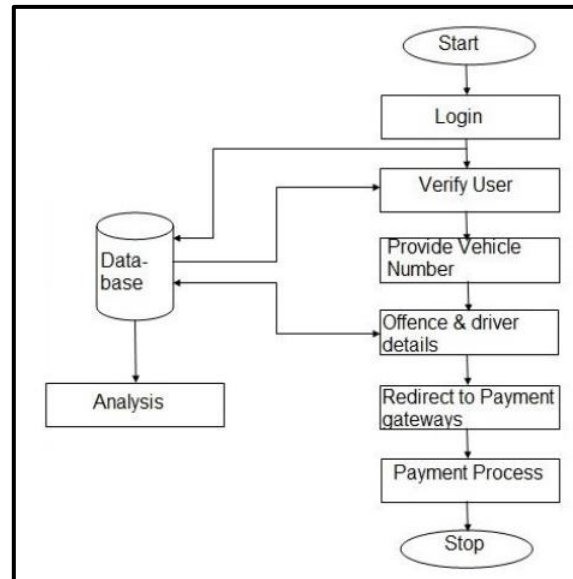 Start
Login
Verify User
Provide Vehicle
Number
Data-
base
Offence & driver
details
Analysis
Redirect to Payment
gateways
Payment Process
Stop